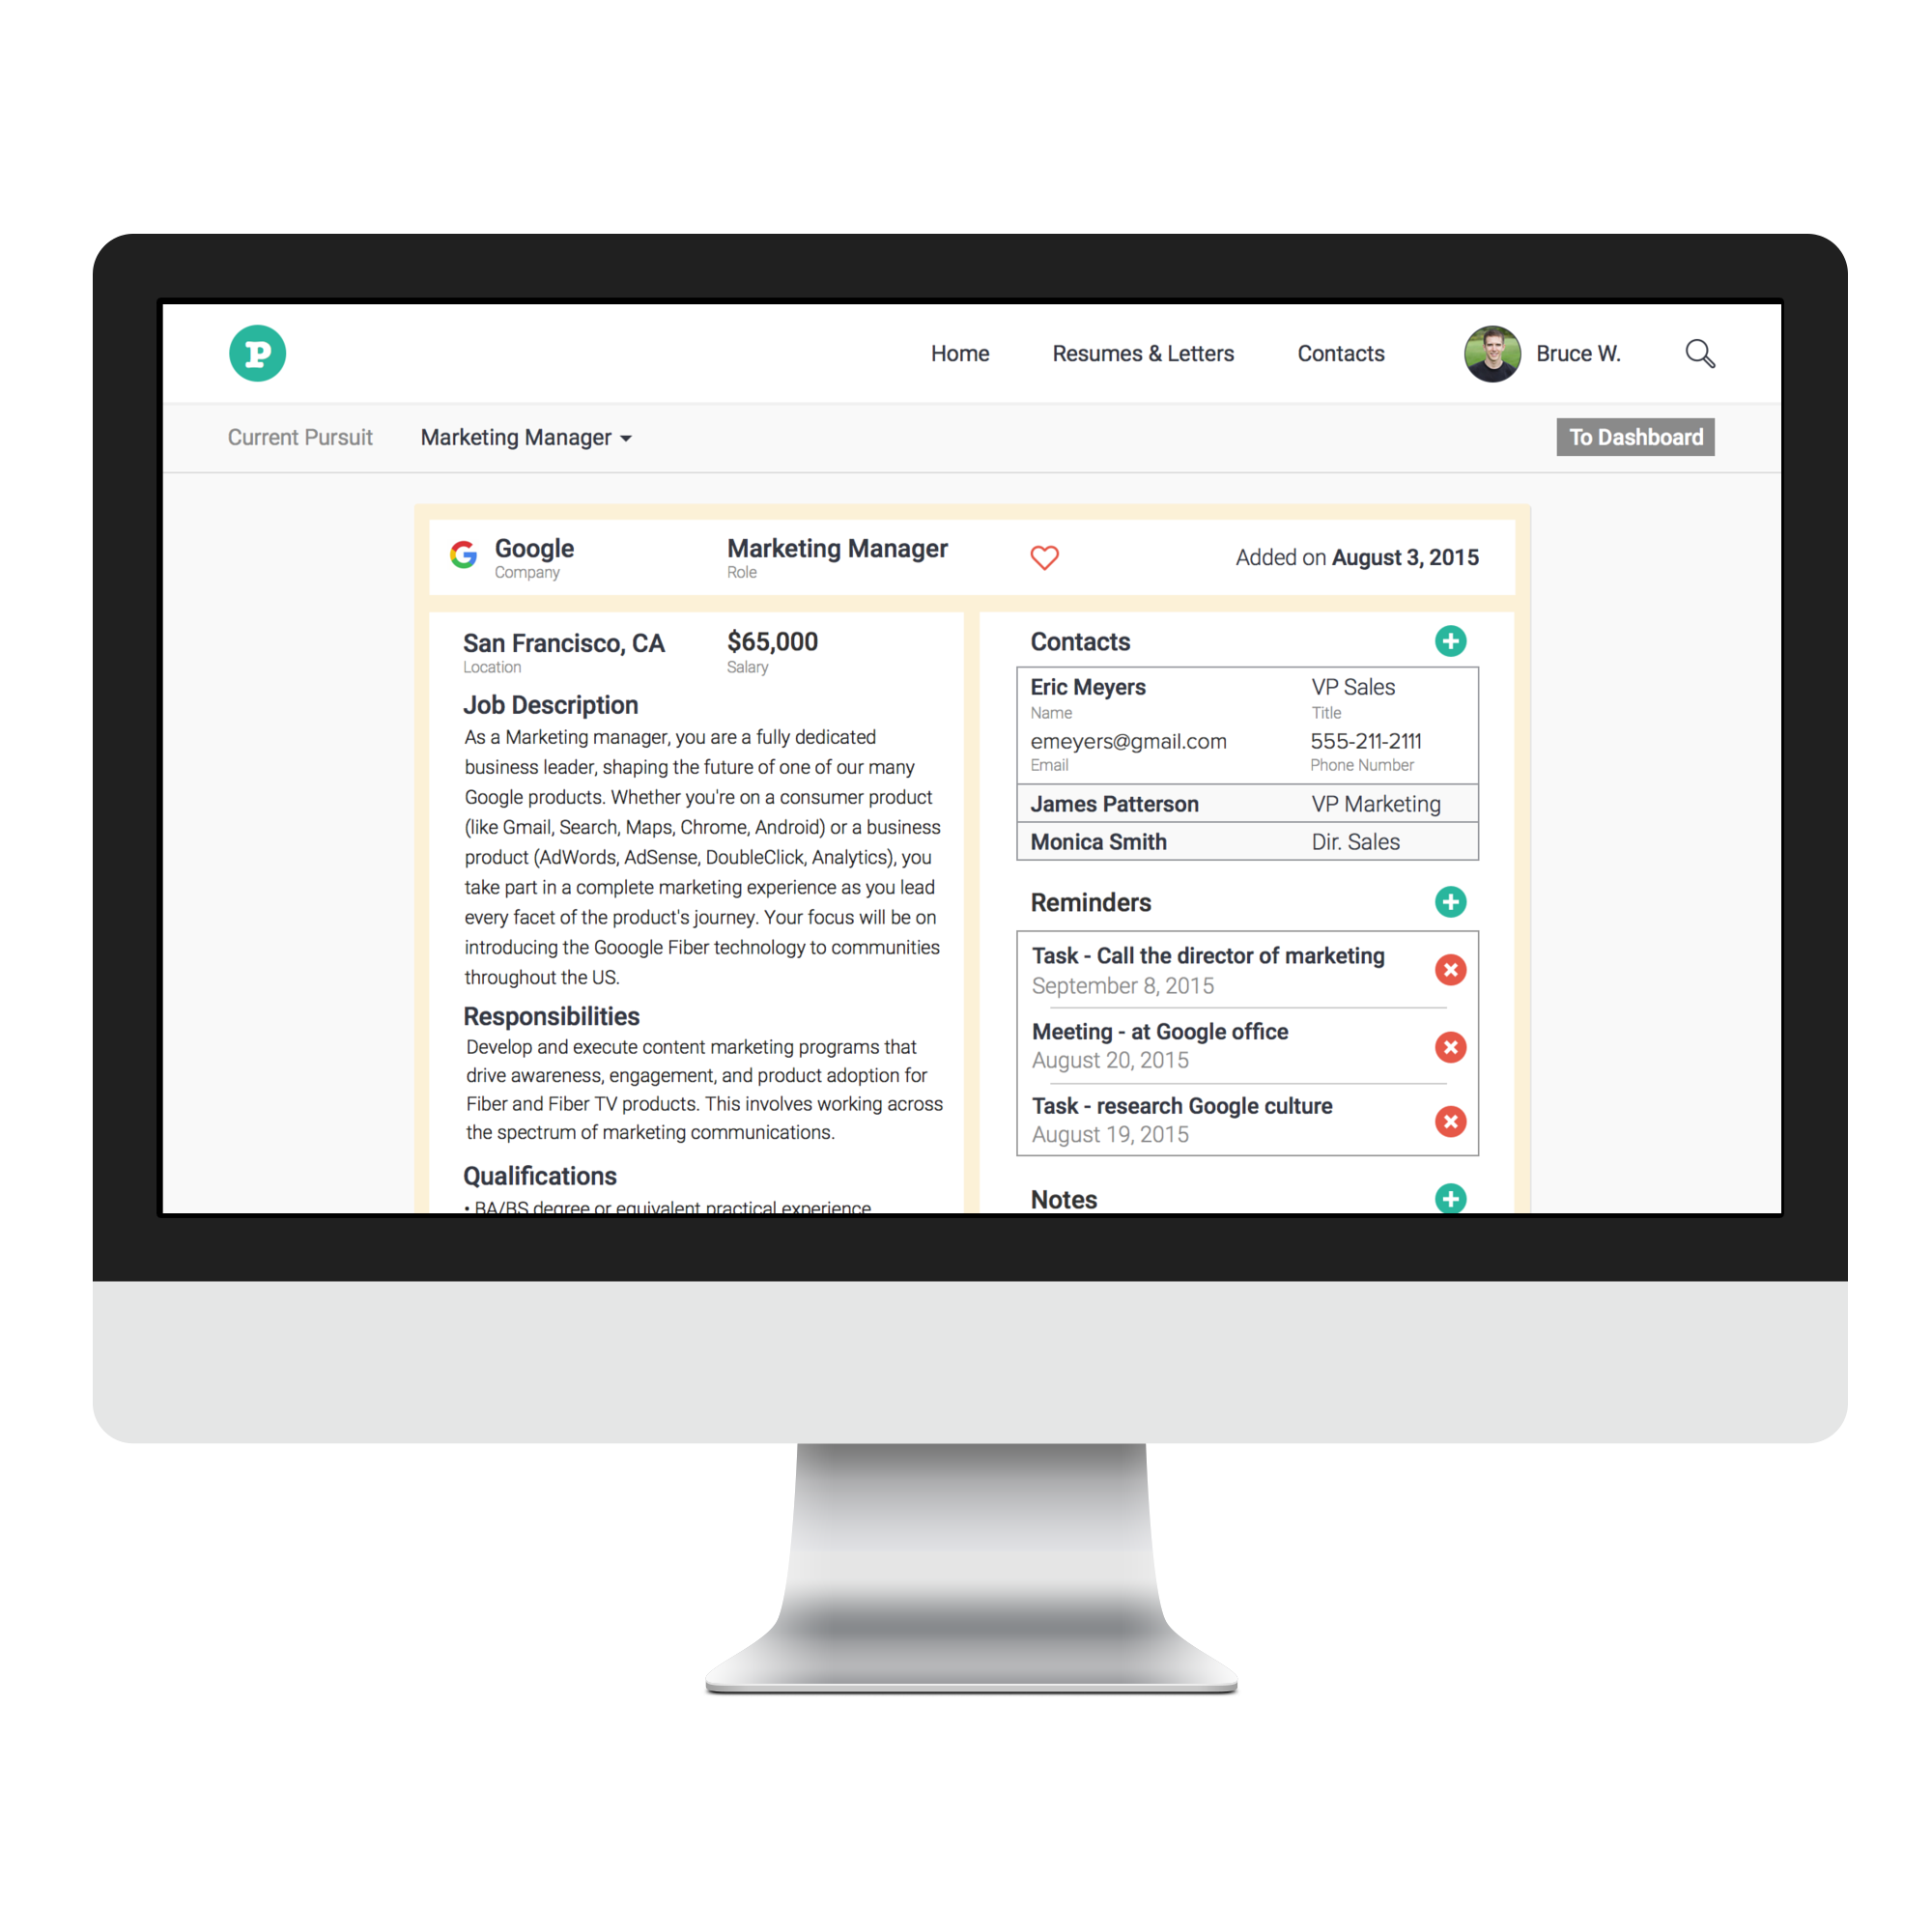 P
Home
Resumes & Letters
Contacts
Bruce W.
Current Pursuit
Marketing Manager
To Dashboard
Google
Company
Marketing Manager
Role
Added on August 3, 2015
San Francisco, CA
Location
$65,000
Salary
Job Description
As a Marketing manager, you are a fully dedicated
business leader, shaping the future of one of our many
Google products. Whether you're on a consumer product
(like Gmail, Search, Maps, Chrome, Android) or a business
product (AdWords, AdSense, DoubleClick, Analytics), you
take part in a complete marketing experience as you lead
every facet of the product's journey. Your focus will be on
introducing the Gooogle Fiber technology to communities
throughout the US.
Responsibilities
Develop and execute content marketing programs that
drive awareness, engagement, and product adoption for
Fiber and Fiber TV products. This involves working across
the spectrum of marketing communications.
Qualifications
• BA/BS degree or equivalent practical experience
Contacts
Eric Meyers
Name
VP Sales
Title
emeyers@gmail.com
Email
555-211-2111
Phone Number
James Patterson
VP Marketing
Monica Smith
Dir. Sales
Reminders
Task - Call the director of marketing
September 8, 2015
Meeting - at Google office
August 20, 2015
Task - research Google culture
August 19, 2015
Notes